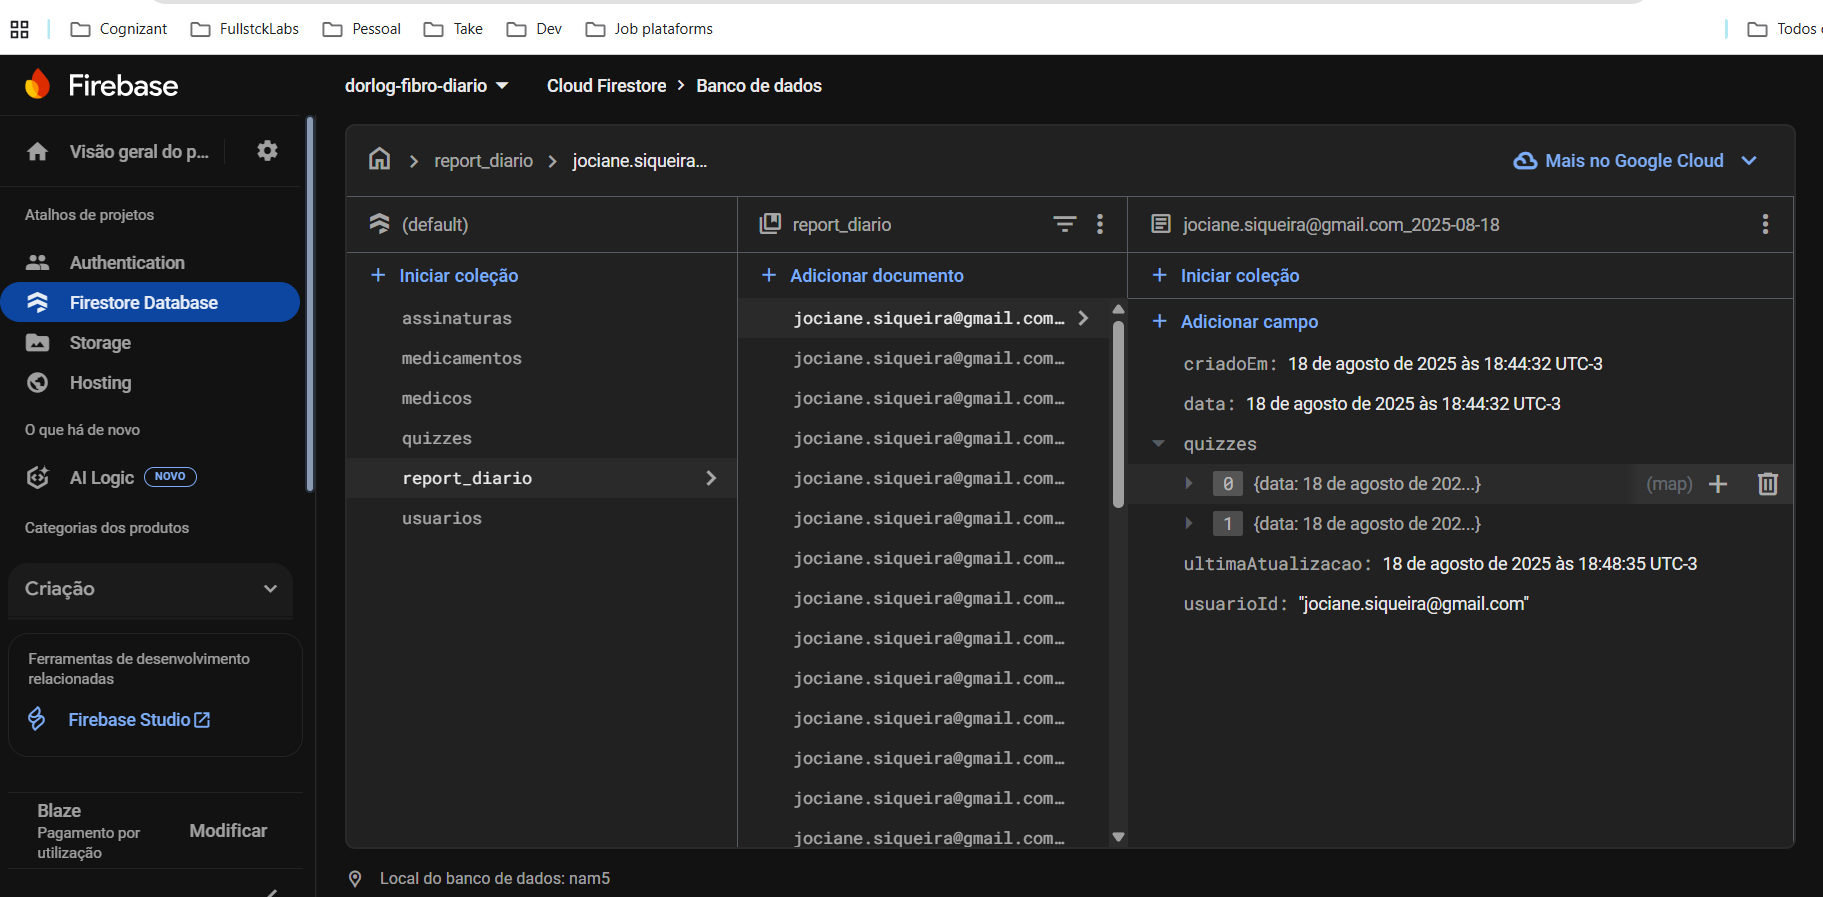 Cognizant
FullstckLabs
Pessoal
Take
Dev
Job plataforms
Todos
Firebase
dorlog-fibro-diario
Cloud Firestore > Banco de dados
Visão geral do p...
Atalhos de projetos
Authentication
Firestore Database
Storage
Hosting
O que há de novo
AI Logic NOVO
Categorias dos produtos
Criação
Ferramentas de desenvolvimento
relacionadas
Firebase Studio
Blaze
Pagamento por
utilização
Modificar
report_diario > jociane.siqueira...
Mais no Google Cloud
(default)
+ Iniciar coleção
assinaturas
medicamentos
medicos
quizzes
report_diario
usuarios
report_diario
+ Adicionar documento
jociane.siqueira@gmail.com…
jociane.siqueira@gmail.com…
jociane.siqueira@gmail.com…
jociane.siqueira@gmail.com…
jociane.siqueira@gmail.com…
jociane.siqueira@gmail.com…
jociane.siqueira@gmail.com…
jociane.siqueira@gmail.com…
jociane.siqueira@gmail.com…
jociane.siqueira@gmail.com…
jociane.siqueira@gmail.com…
jociane.siqueira@gmail.com…
jociane.siqueira@gmail.com…
jociane.siqueira@gmail.com…
jociane.siqueira@gmail.com_2025-08-18
+ Iniciar coleção
+ Adicionar campo
criadoEm: 18 de agosto de 2025 às 18:44:32 UTC-3
data: 18 de agosto de 2025 às 18:44:32 UTC-3
quizzes
0 {data: 18 de agosto de 202...} (map)
1 {data: 18 de agosto de 202...}
ultimaAtualizacao: 18 de agosto de 2025 às 18:48:35 UTC-3
usuarioId: "jociane.siqueira@gmail.com"
Local do banco de dados: nam5